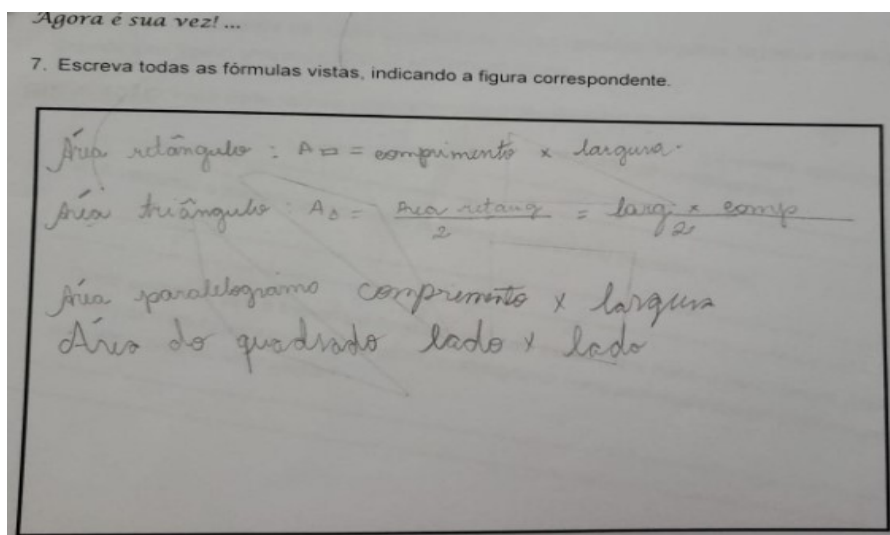 Agora é sua vez! ...
7. Escreva todas as fórmulas vistas, indicando a figura correspondente.
Área retângulo : A▭ = comprimento x largura.
Área triângulo : A△ = Área retang / 2 = larg x comp / 2
Área paralelogramo comprimento x largura
Área do quadrado lado x lado